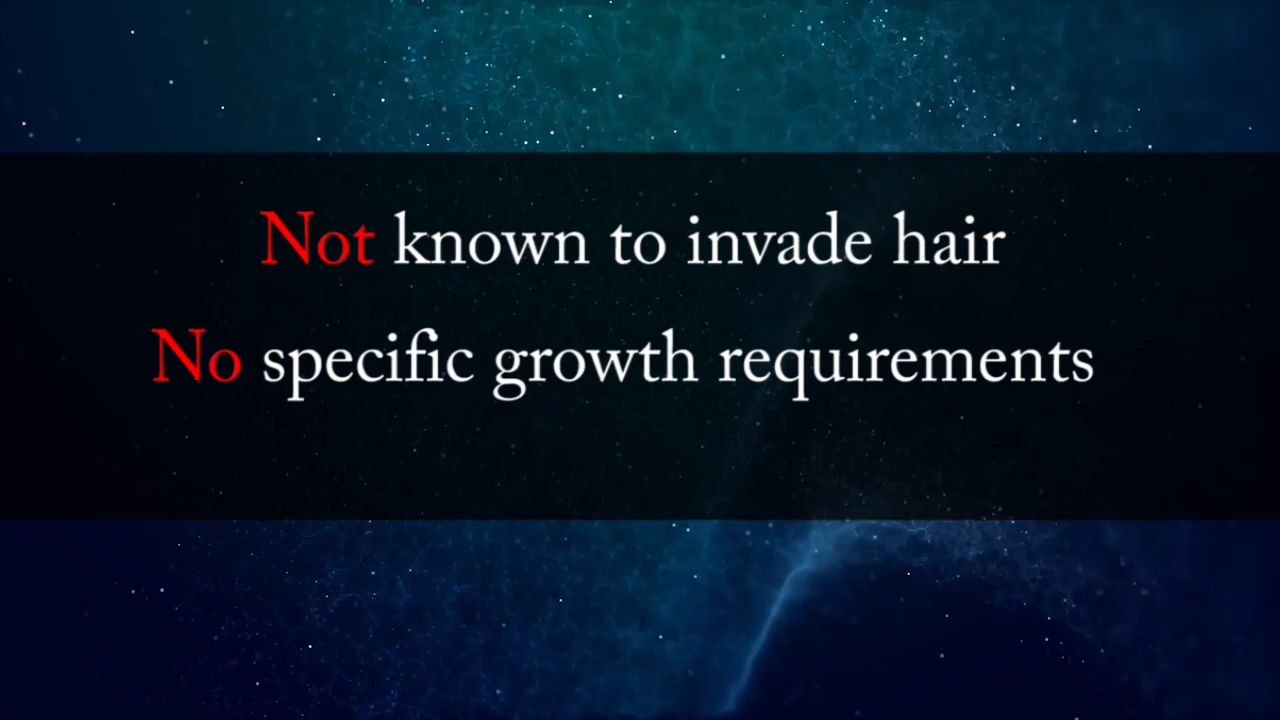 Not known to invade hair
No specific growth requirements